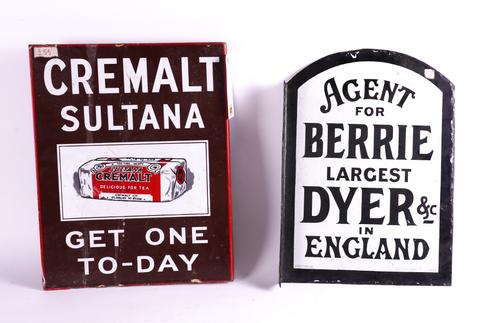 CREMALT
SULTANA
CREMALT
DELICIOUS FOR TEA
GET ONE
TO-DAY
AGENT
FOR
BERRIE
LARGEST
DYER &c
IN
ENGLAND